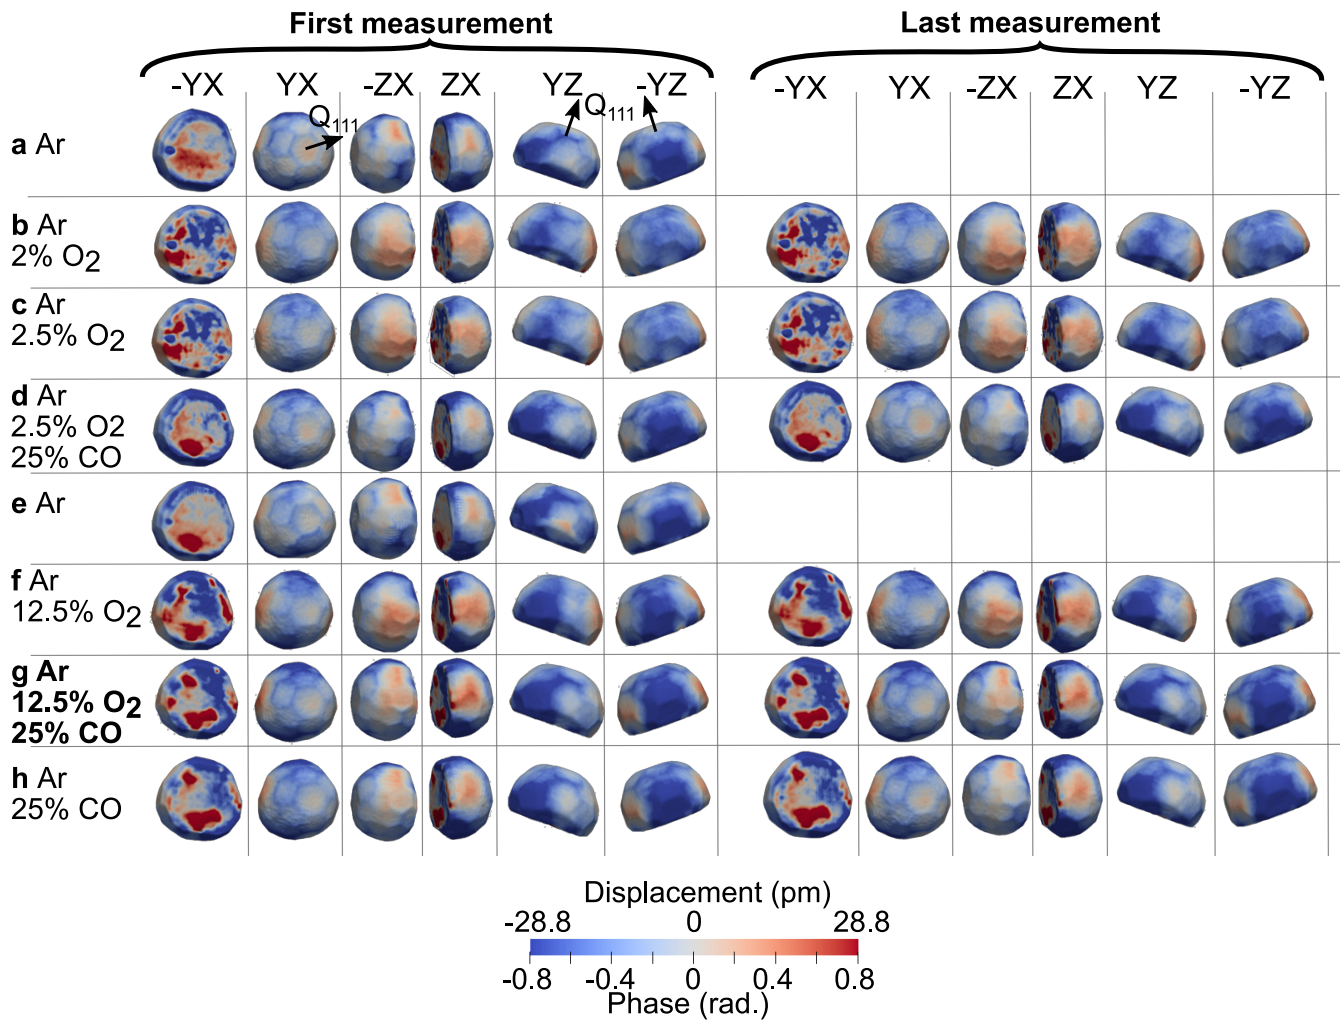 First measurement
Last measurement
-YX YX -ZX ZX YZ -YZ
-YX YX -ZX ZX YZ -YZ
Q111
Q111
a Ar
b Ar
2% O2
c Ar
2.5% O2
d Ar
2.5% O2
25% CO
e Ar
f Ar
12.5% O2
g Ar
12.5% O2
25% CO
h Ar
25% CO
Displacement (pm)
-28.8 0 28.8
-0.8 -0.4 0 0.4 0.8
Phase (rad.)